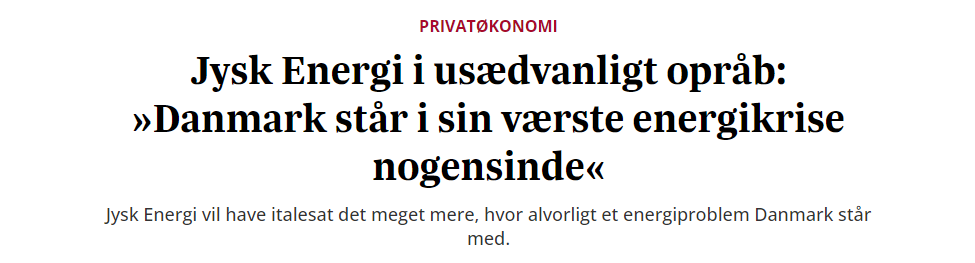 PRIVATØKONOMI
Jysk Energi i usædvanligt opråb:
»Danmark står i sin værste energikrise
nogensinde«
Jysk Energi vil have italesat det meget mere, hvor alvorligt et energiproblem Danmark står
med.